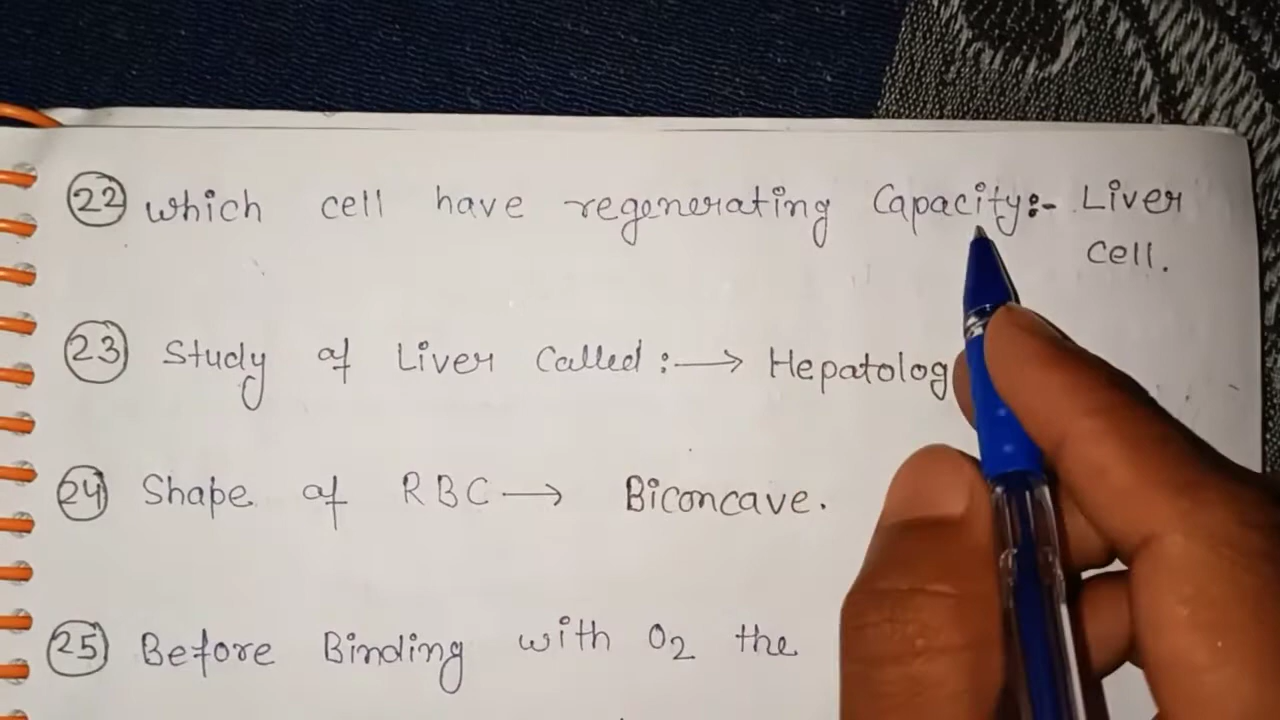 22 which cell have regenerating Capacity:- Liver
cell.
23 Study of Liver Called :→ Hepatolog
24 Shape of RBC → Biconcave.
25 Before Binding with O2 the